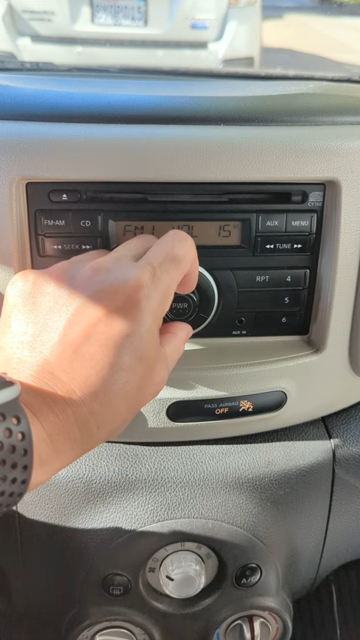 FM-AM CD
FM1 VOL 15
AUX MENU
SEEK
TUNE
RPT 4
5
6
PWR
AUX IN
PASS AIRBAG
OFF
A/C